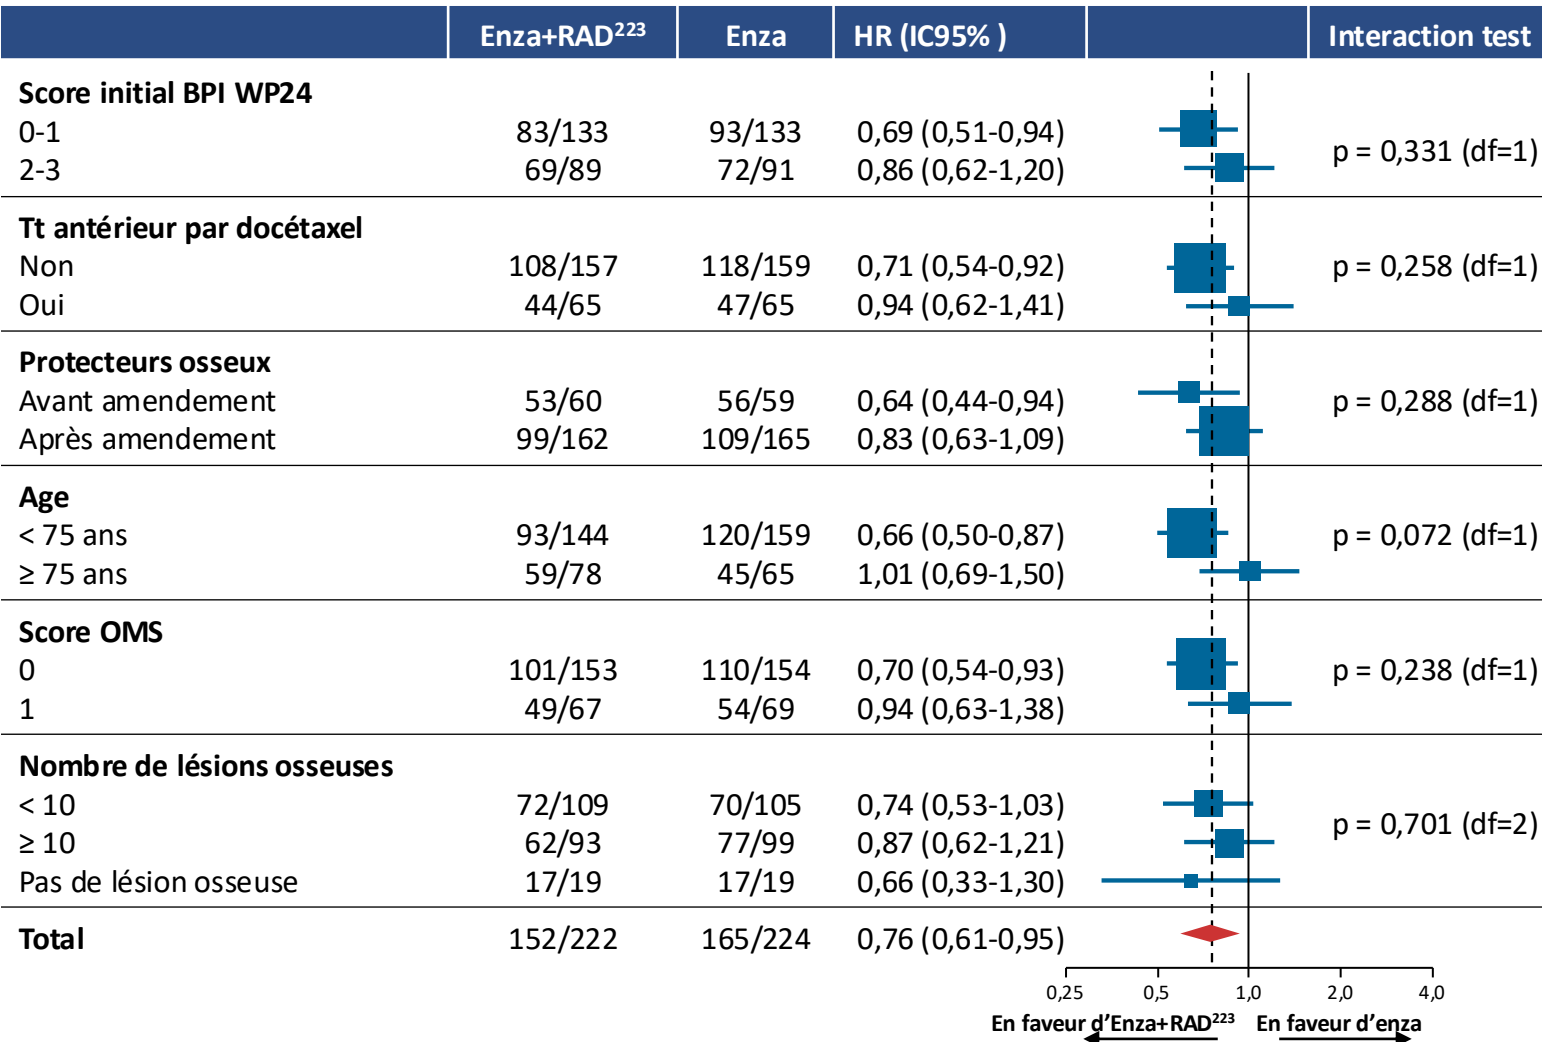 Enza+RAD²²³ Enza HR (IC95% ) Interaction test
Score initial BPI WP24
0-1 83/133 93/133 0,69 (0,51-0,94)
p = 0,331 (df=1)
2-3 69/89 72/91 0,86 (0,62-1,20)
Tt antérieur par docétaxel
Non 108/157 118/159 0,71 (0,54-0,92) p = 0,258 (df=1)
Oui 44/65 47/65 0,94 (0,62-1,41)
Protecteurs osseux
Avant amendement 53/60 56/59 0,64 (0,44-0,94) p = 0,288 (df=1)
Après amendement 99/162 109/165 0,83 (0,63-1,09)
Age
< 75 ans 93/144 120/159 0,66 (0,50-0,87) p = 0,072 (df=1)
≥ 75 ans 59/78 45/65 1,01 (0,69-1,50)
Score OMS
0 101/153 110/154 0,70 (0,54-0,93) p = 0,238 (df=1)
1 49/67 54/69 0,94 (0,63-1,38)
Nombre de lésions osseuses
< 10 72/109 70/105 0,74 (0,53-1,03)
p = 0,701 (df=2)
≥ 10 62/93 77/99 0,87 (0,62-1,21)
Pas de lésion osseuse 17/19 17/19 0,66 (0,33-1,30)
Total 152/222 165/224 0,76 (0,61-0,95)
0,25 0,5 1,0 2,0 4,0
En faveur d’Enza+RAD²²³ En faveur d’enza